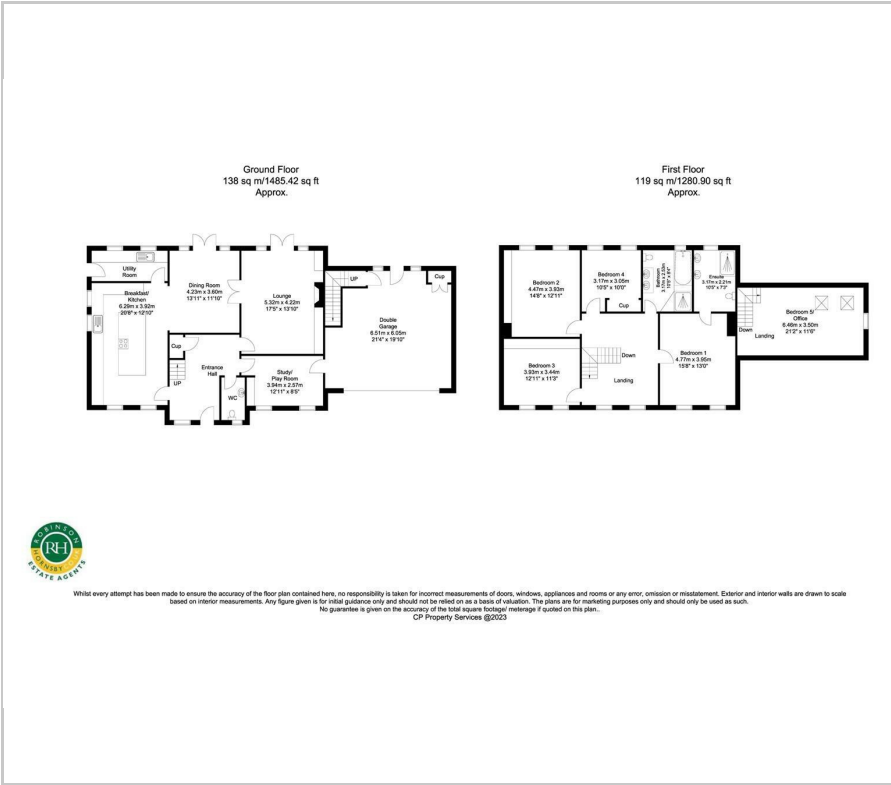 Ground Floor
138 sq m/1485.42 sq ft
Approx.
First Floor
119 sq m/1280.90 sq ft
Approx.
Utility
Room
Dining Room
4.23m x 3.60m
13'11" x 11'10"
Lounge
5.32m x 4.22m
17'5" x 13'10"
UP
Cup
Breakfast/
Kitchen
6.29m x 3.92m
20'8" x 12'10"
Double
Garage
6.51m x 6.05m
21'4" x 19'10"
Cup
UP
Entrance
Hall
WC
Study/
Play Room
3.94m x 2.57m
12'11" x 8'5"
Bedroom 2
4.47m x 3.93m
14'8" x 12'11"
Bedroom 4
3.17m x 3.05m
10'5" x 10'0"
Cup
Bathroom
Ensuite
3.17m x 2.21m
10'5" x 7'3"
Bedroom 5/
Office
6.46m x 3.50m
21'2" x 11'6"
Down
Landing
Bedroom 3
3.93m x 3.44m
12'11" x 11'3"
Down
Landing
Bedroom 1
4.77m x 3.95m
15'8" x 13'0"
ROBINSON
HORNSBY
RH
ESTATE AGENTS
Whilst every attempt has been made to ensure the accuracy of the floor plan contained here, no responsibility is taken for incorrect measurements of doors, windows, appliances and rooms or any error, omission or misstatement. Exterior and interior walls are drawn to scale
based on interior measurements. Any figure given is for initial guidance only and should not be relied on as a basis of valuation. The plans are for marketing purposes only and should only be used as such.
No guarantee is given on the accuracy of the total square footage/ meterage if quoted on this plan..
CP Property Services @2023